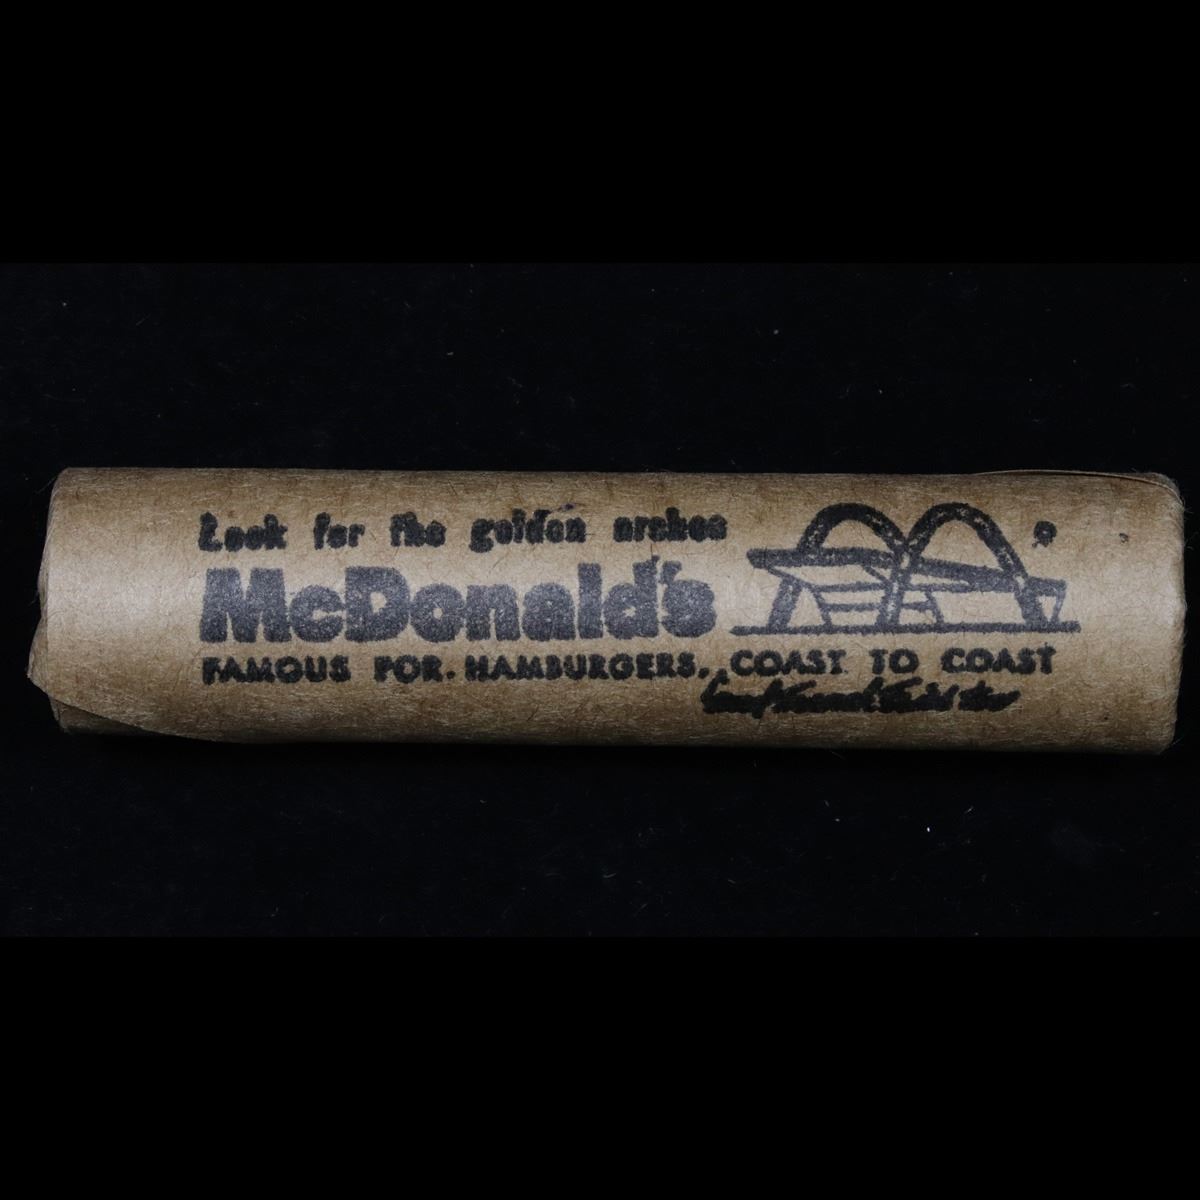 Look for the golden arches
McDonald's
FAMOUS FOR. HAMBURGERS, COAST TO COAST